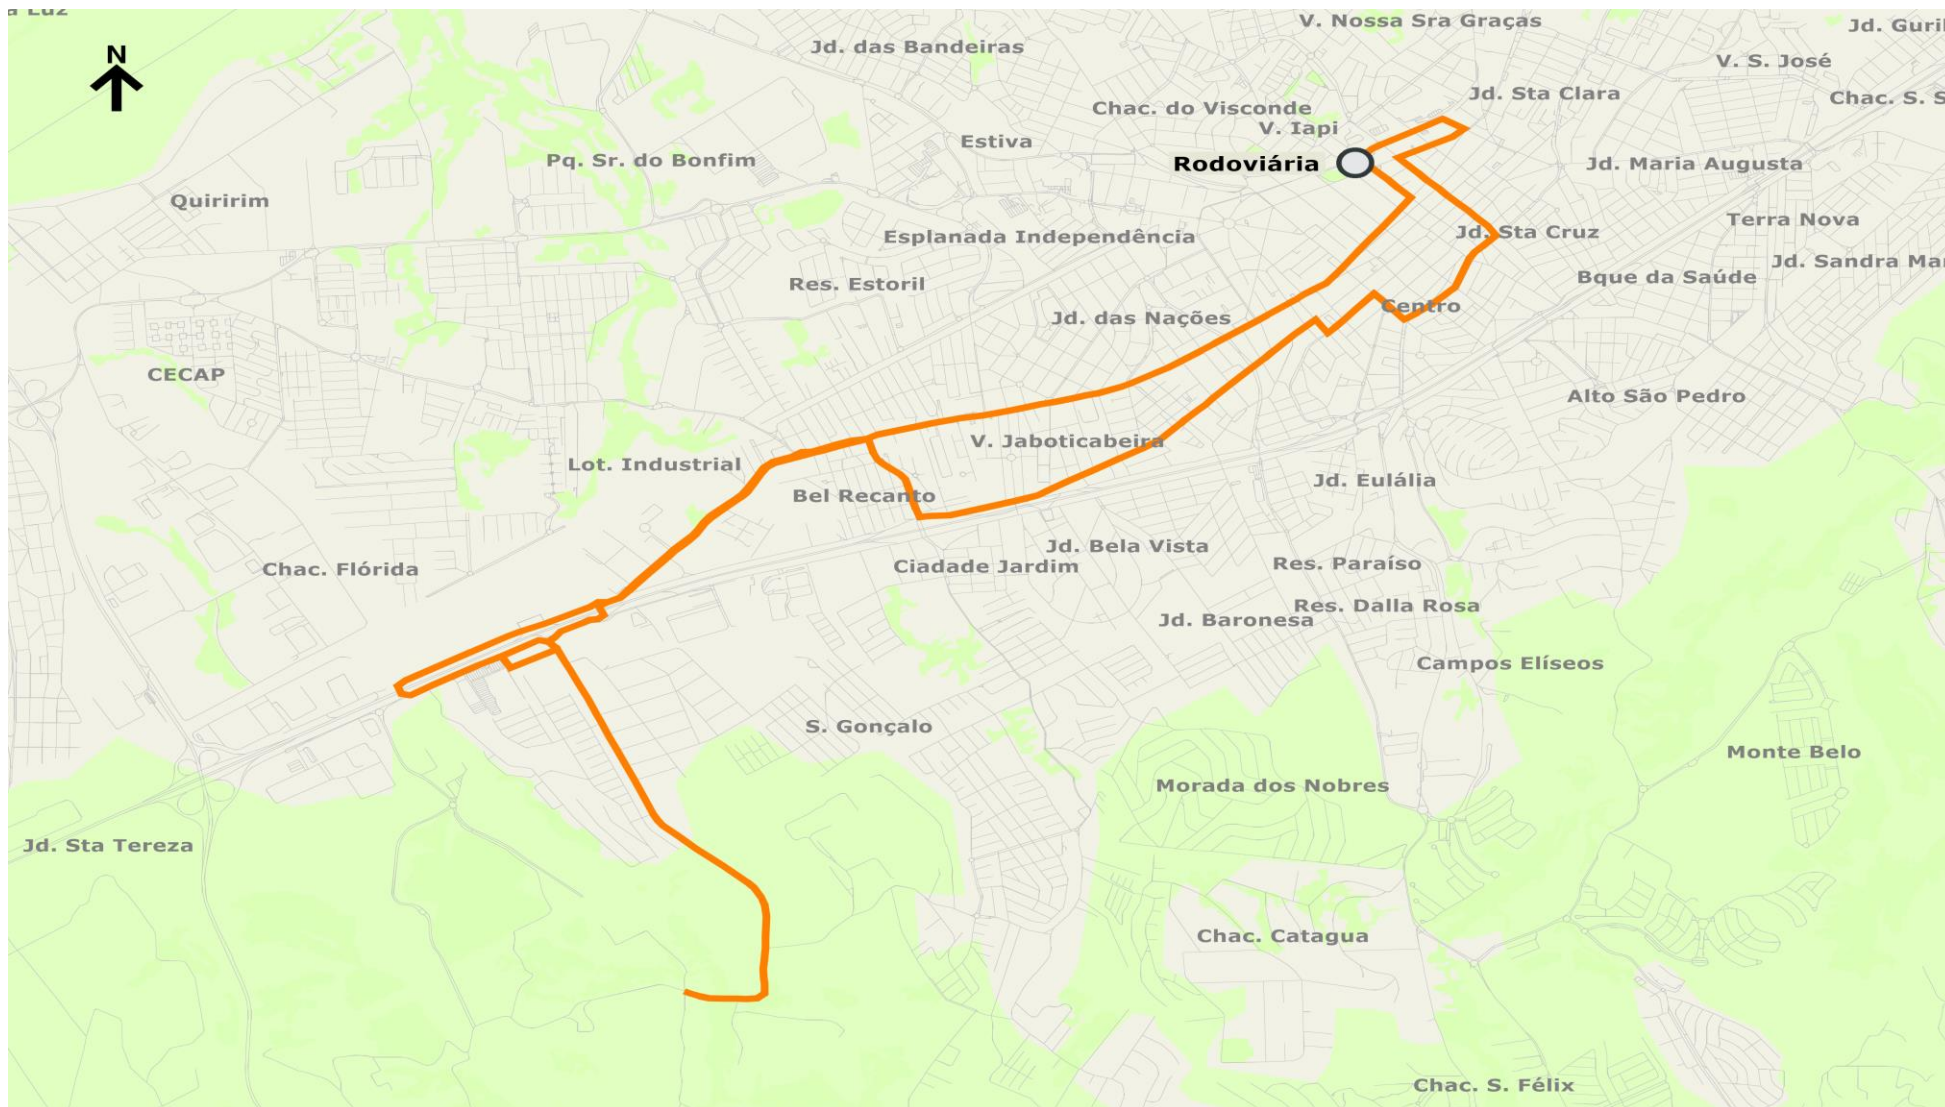 a Luz
V. Nossa Sra Graças
Jd. Guril
N
Jd. das Bandeiras
V. S. José
Jd. Sta Clara
Chac. S. S
Chac. do Visconde
V. Iapi
Estiva
Pq. Sr. do Bonfim
Rodoviária
Jd. Maria Augusta
Quiririm
Terra Nova
Jd. Sta Cruz
Esplanada Independência
Jd. Sandra Mar
Bque da Saúde
Res. Estoril
Centro
Jd. das Nações
CECAP
Alto São Pedro
V. Jaboticabeira
Lot. Industrial
Jd. Eulália
Bel Recanto
Jd. Bela Vista
Res. Paraíso
Ciadade Jardim
Chac. Flórida
Res. Dalla Rosa
Jd. Baronesa
Campos Elíseos
S. Gonçalo
Monte Belo
Morada dos Nobres
Jd. Sta Tereza
Chac. Catagua
Chac. S. Félix